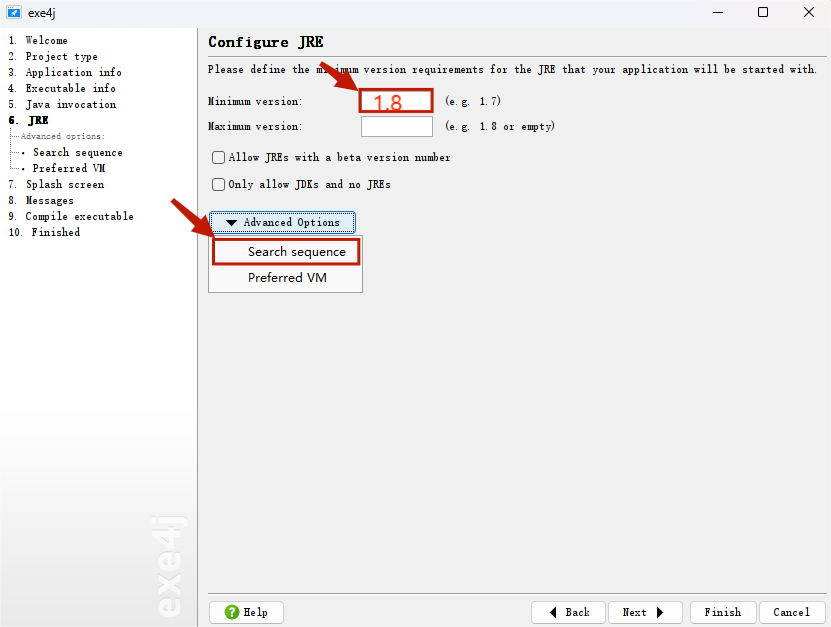 exe4j
1. Welcome
2. Project type
3. Application info
4. Executable info
5. Java invocation
6. JRE
Advanced options:
Search sequence
Preferred VM
7. Splash screen
8. Messages
9. Compile executable
10. Finished
exe4j
Configure JRE
Please define the minimum version requirements for the JRE that your application will be started with.
Minimum version: 1.8 (e.g. 1.7)
Maximum version: (e.g. 1.8 or empty)
Allow JREs with a beta version number
Only allow JDKs and no JREs
Advanced Options
Search sequence
Preferred VM
Help Back Next Finish Cancel